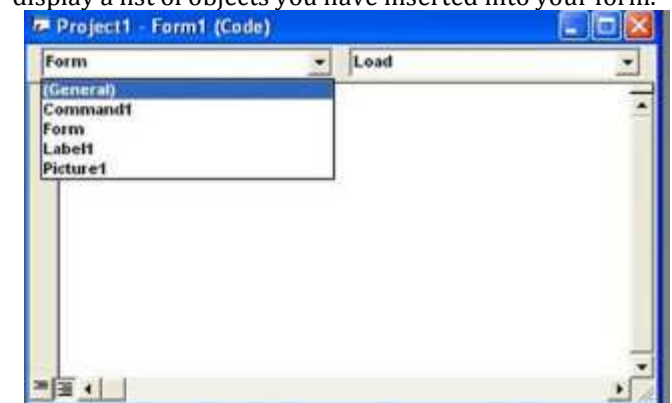 display a list of objects you have inserted into your form.
Project1 - Form1 (Code)
Form Load
(General)
Command1
Form
Label1
Picture1